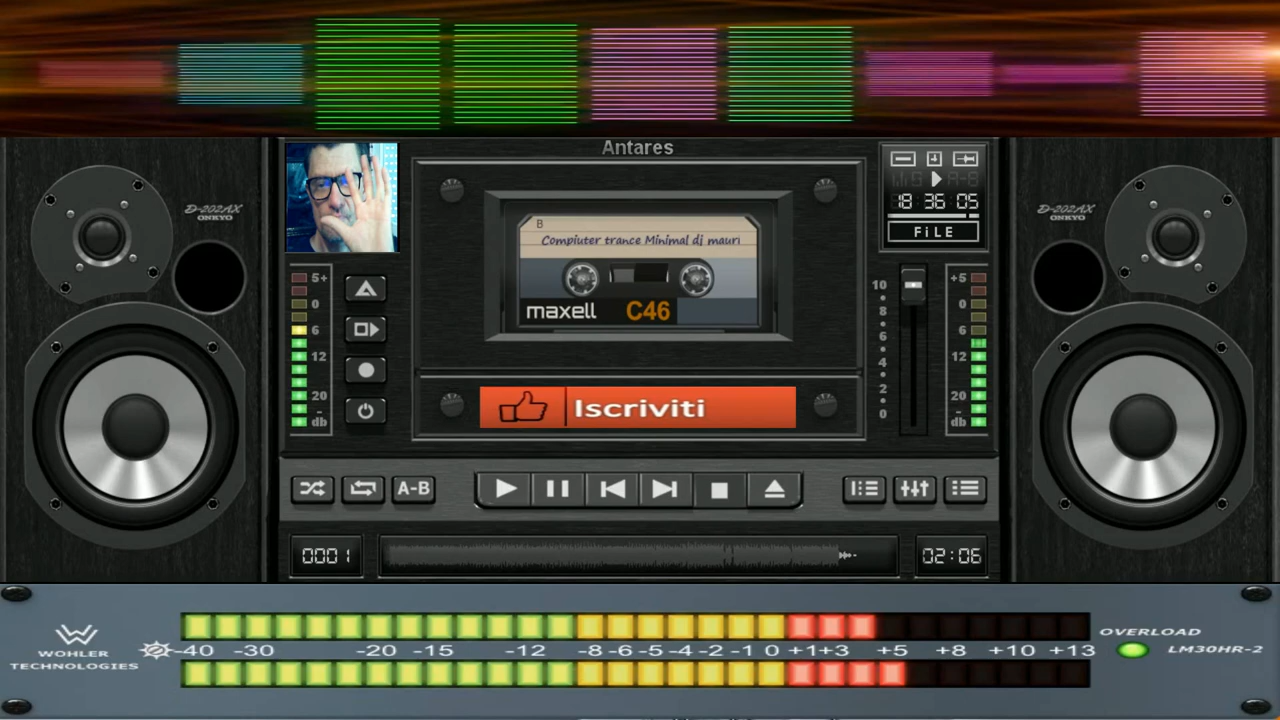 Antares
D-202AX
ONKYO
D-202AX
ONKYO
18 36 05
FiLE
B
Compiuter trance Minimal dj mauri
maxell C46
5+
0
6
12
20
-
db
10
8
6
4
2
0
+5
0
6
12
20
-
db
Iscriviti
A-B
0001
02:06
WOHLER
TECHNOLOGIES
-40 -30 -20 -15 -12 -8 -6 -5 -4 -2 -1 0 +1 +3 +5 +8 +10 +13
OVERLOAD
LM30HR-2